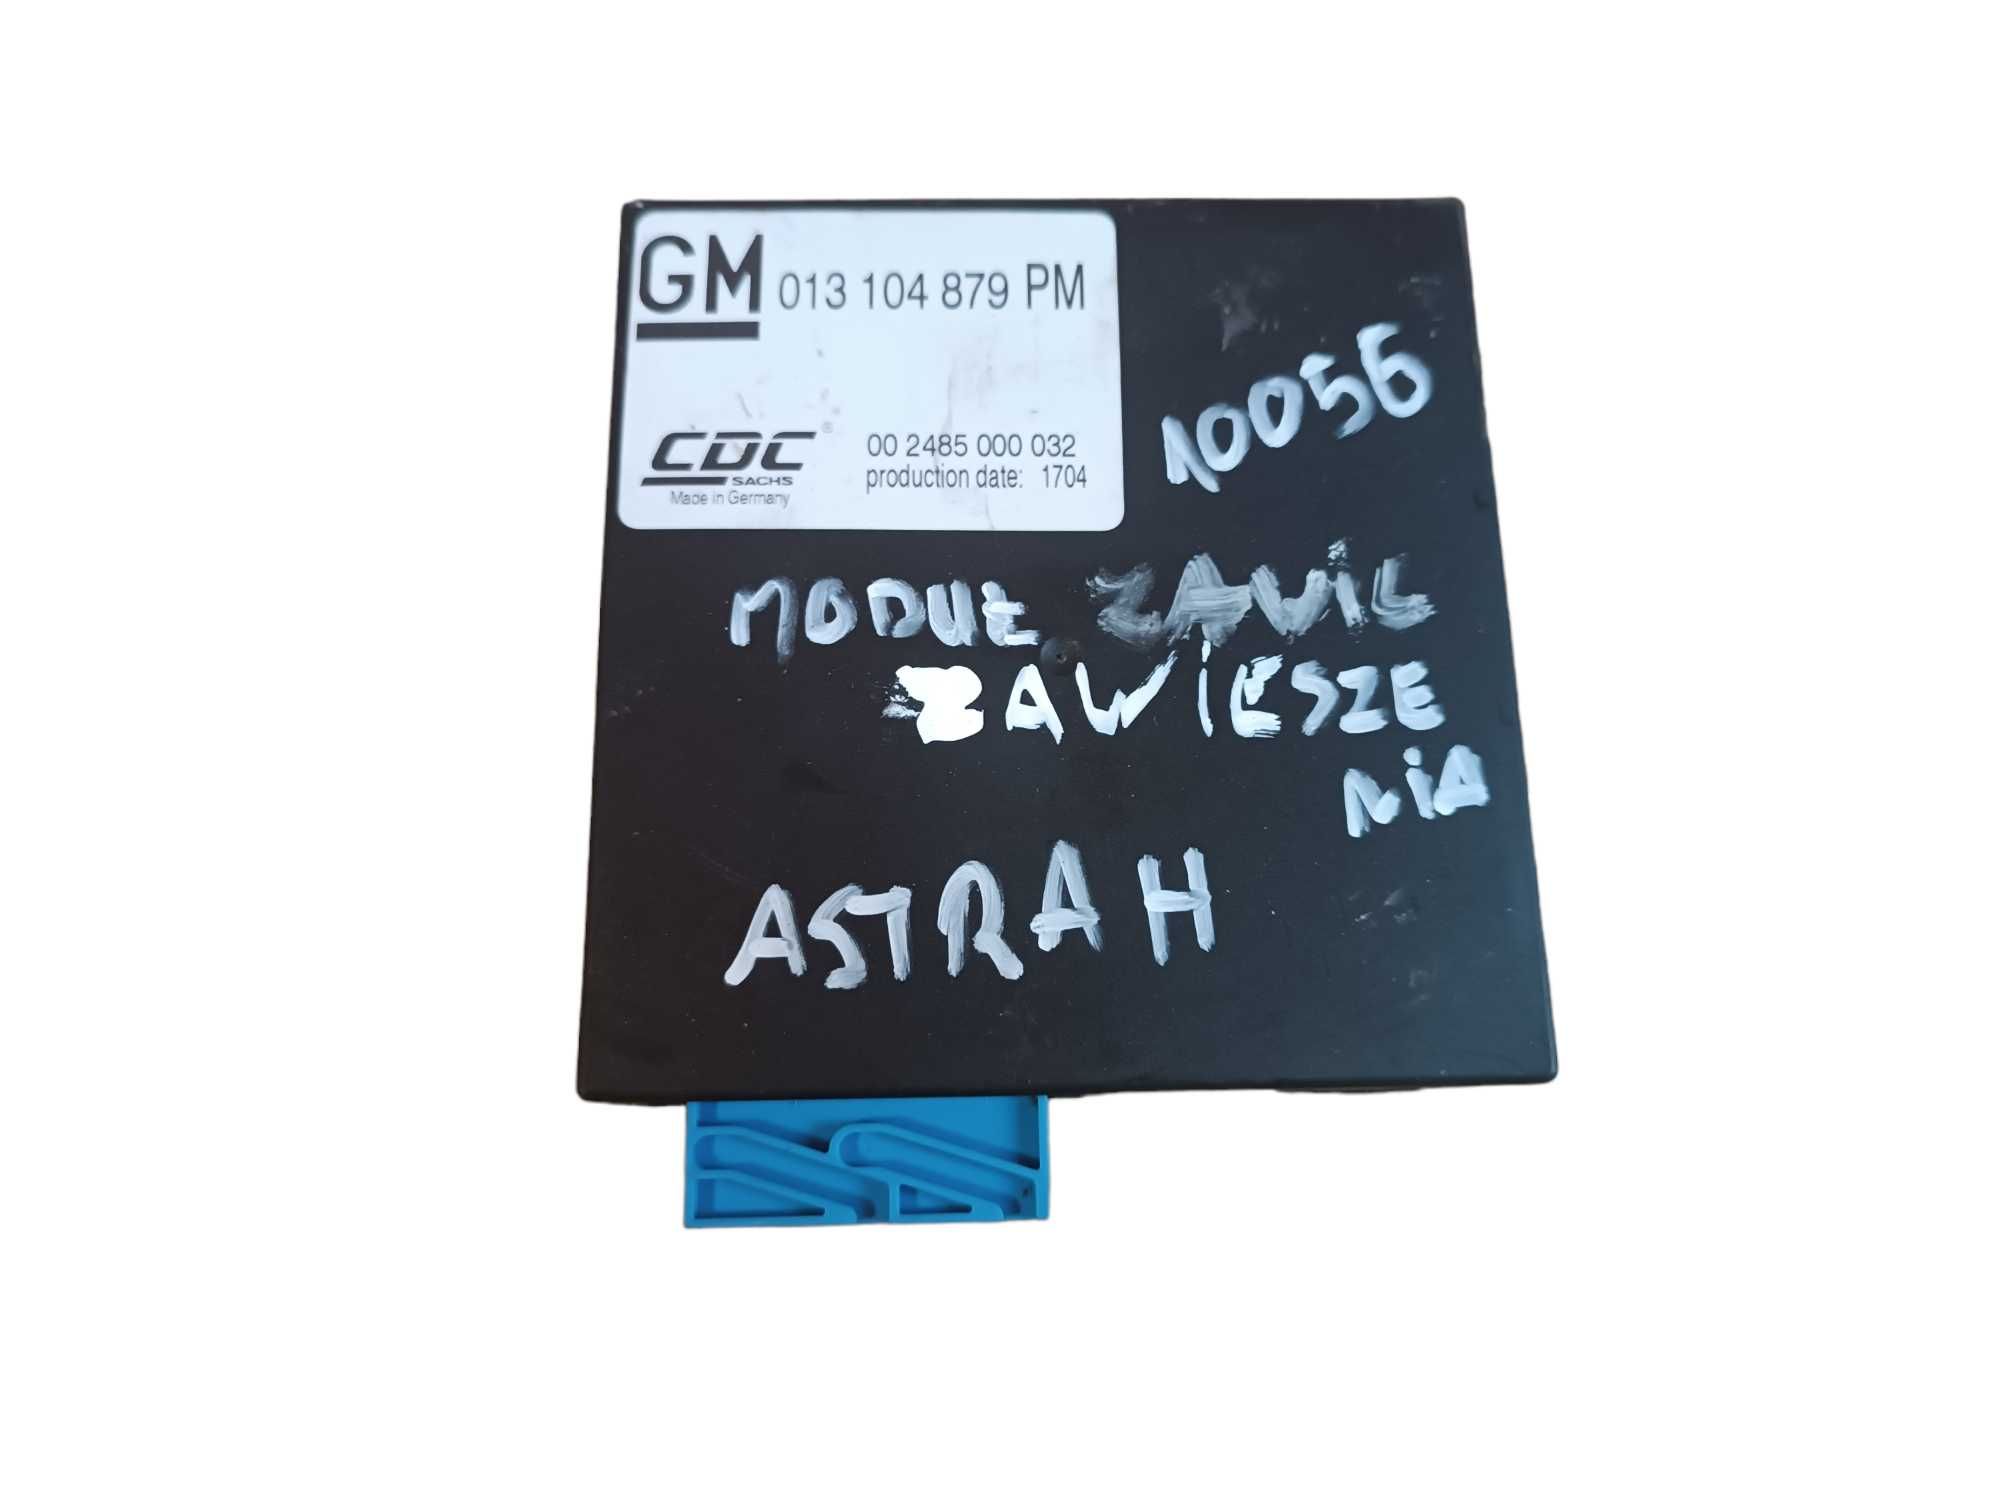 GM 013 104 879 PM
CDC®
SACHS
Made in Germany
00 2485 000 032
production date: 1704
10056
MODUŁ
ZAWIESZE
NIA
ASTRA H